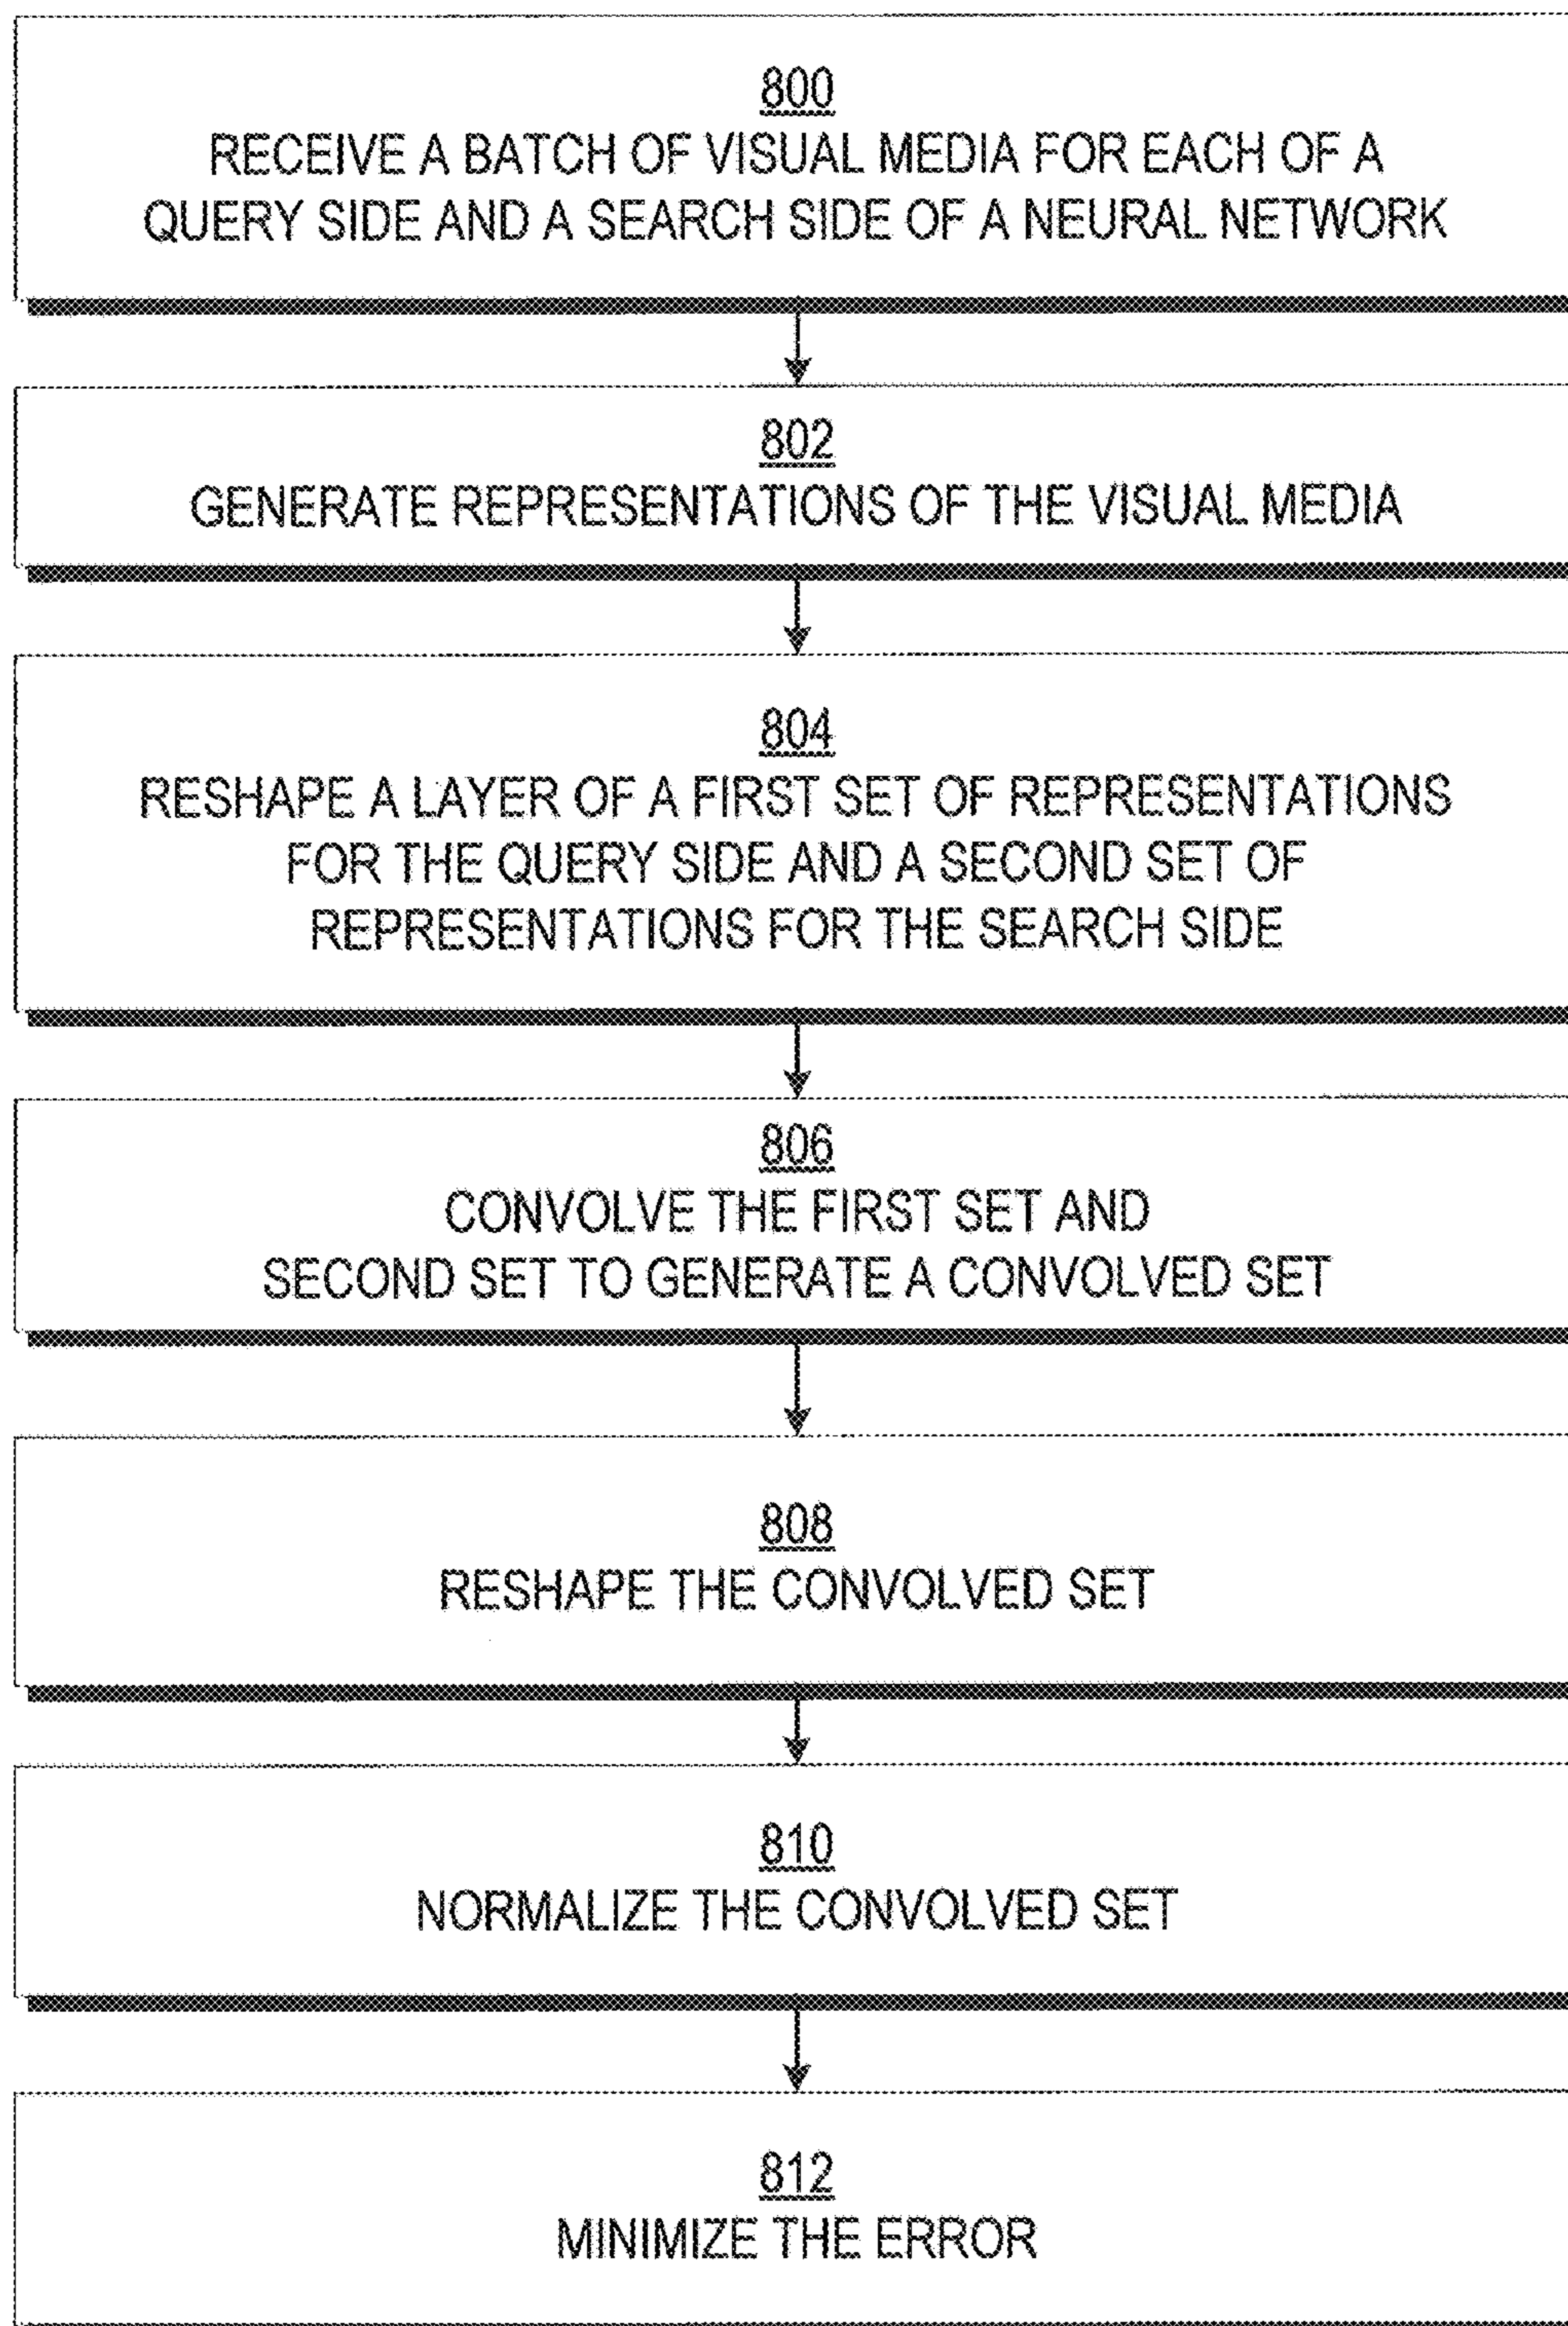 800
RECEIVE A BATCH OF VISUAL MEDIA FOR EACH OF A
QUERY SIDE AND A SEARCH SIDE OF A NEURAL NETWORK
802
GENERATE REPRESENTATIONS OF THE VISUAL MEDIA
804
RESHAPE A LAYER OF A FIRST SET OF REPRESENTATIONS
FOR THE QUERY SIDE AND A SECOND SET OF
REPRESENTATIONS FOR THE SEARCH SIDE
806
CONVOLVE THE FIRST SET AND
SECOND SET TO GENERATE A CONVOLVED SET
808
RESHAPE THE CONVOLVED SET
810
NORMALIZE THE CONVOLVED SET
812
MINIMIZE THE ERROR